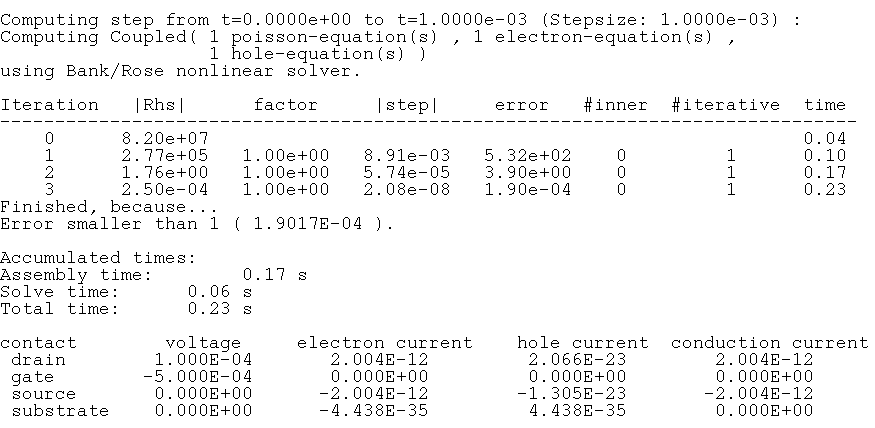 Computing step from t=0.0000e+00 to t=1.0000e-03 (Stepsize: 1.0000e-03) :
Computing Coupled( 1 poisson-equation(s) , 1 electron-equation(s) ,
1 hole-equation(s) )
using Bank/Rose nonlinear solver.
Iteration |Rhs| factor |step| error #inner #iterative time
--------------------------------------------------------------------------------
0 8.20e+07 0.04
1 2.77e+05 1.00e+00 8.91e-03 5.32e+02 0 1 0.10
2 1.76e+00 1.00e+00 5.74e-05 3.90e+00 0 1 0.17
3 2.50e-04 1.00e+00 2.08e-08 1.90e-04 0 1 0.23
Finished, because...
Error smaller than 1 ( 1.9017E-04 ).
Accumulated times:
Assembly time: 0.17 s
Solve time: 0.06 s
Total time: 0.23 s
contact voltage electron current hole current conduction current
drain 1.000E-04 2.004E-12 2.066E-23 2.004E-12
gate -5.000E-04 0.000E+00 0.000E+00 0.000E+00
source 0.000E+00 -2.004E-12 -1.305E-23 -2.004E-12
substrate 0.000E+00 -4.438E-35 4.438E-35 0.000E+00